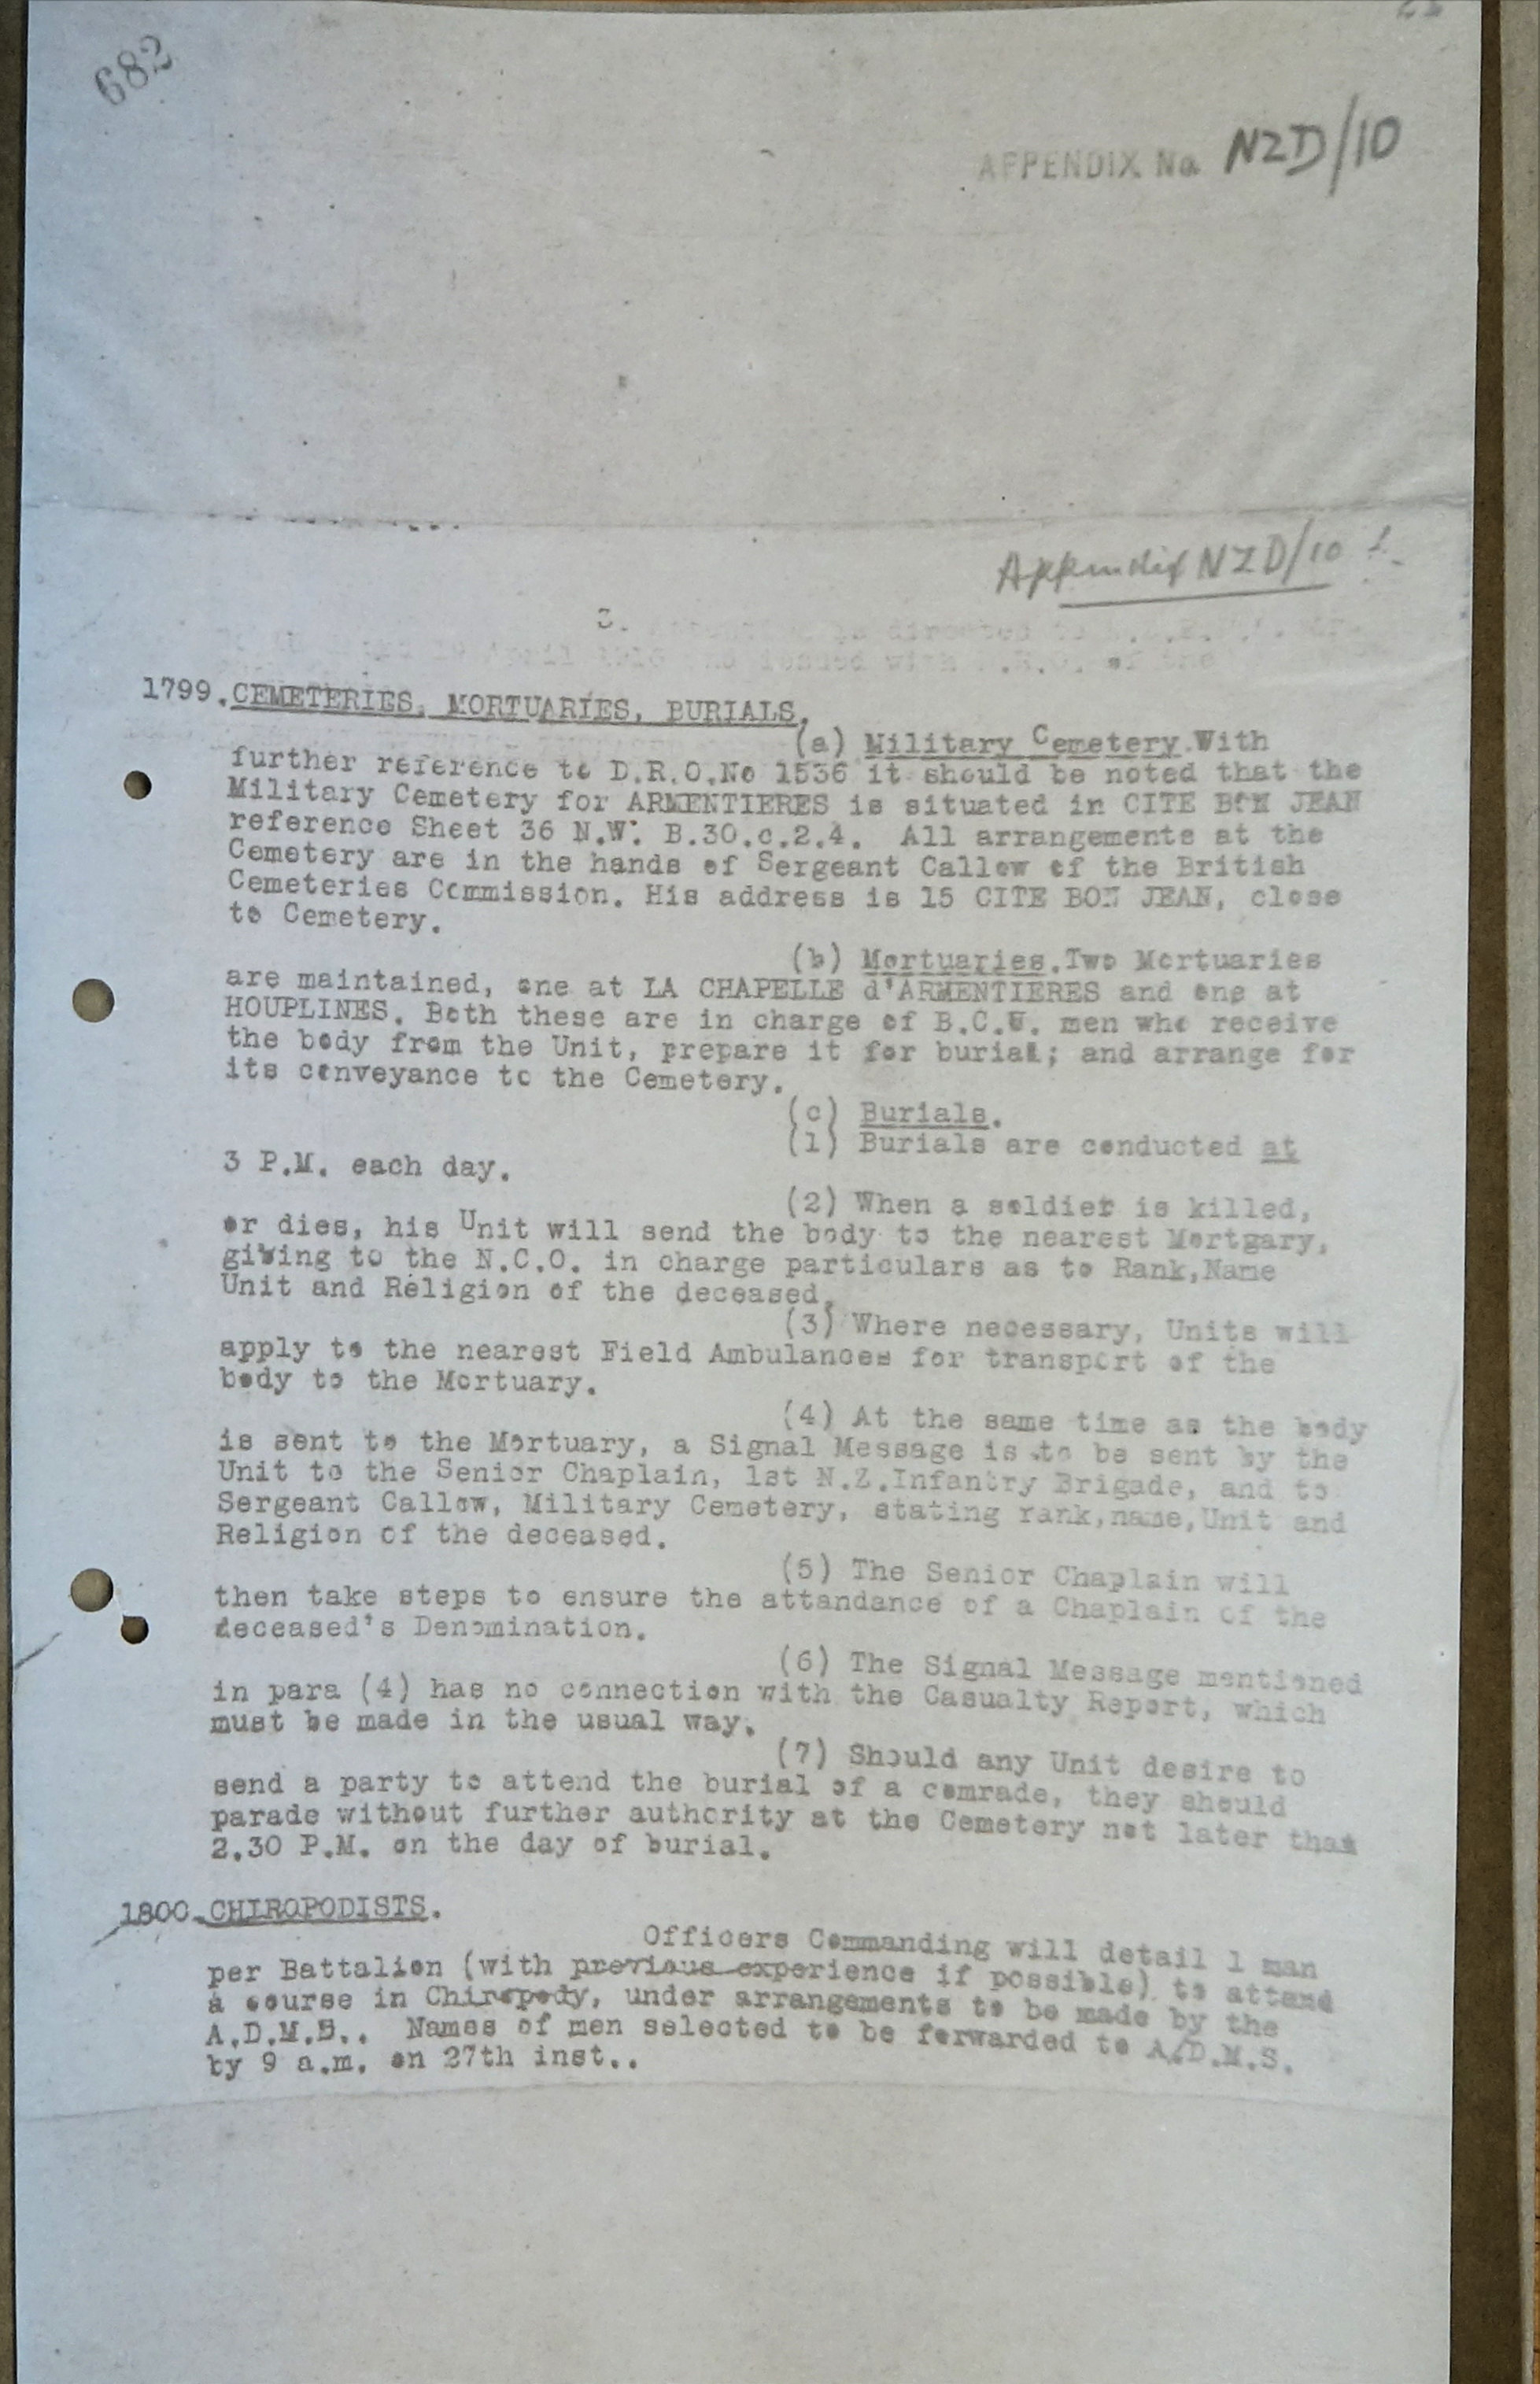 682
APPENDIX No. NZD/10
Appendix NZD/10
3.
1799. CEMETERIES, MORTUARIES, BURIALS.
(a) Military Cemetery. With
further reference to D.R.O.No 1536 it should be noted that the
Military Cemetery for ARMENTIERES is situated in CITE BON JEAN
reference Sheet 36 N.W. B.30.c.2.4. All arrangements at the
Cemetery are in the hands of Sergeant Callow of the British
Cemeteries Commission. His address is 15 CITE BON JEAN, close
to Cemetery.
(b) Mortuaries. Two Mortuaries
are maintained, one at LA CHAPELLE d'ARMENTIERES and one at
HOUPLINES. Both these are in charge of B.C.C. men who receive
the body from the Unit, prepare it for burial; and arrange for
its conveyance to the Cemetery.
(c) Burials.
(1) Burials are conducted at
3 P.M. each day.
(2) When a soldier is killed,
or dies, his Unit will send the body to the nearest Mortgary,
giving to the N.C.O. in charge particulars as to Rank,Name
Unit and Religion of the deceased.
(3) Where necessary, Units will
apply to the nearest Field Ambulances for transport of the
body to the Mortuary.
(4) At the same time as the body
is sent to the Mortuary, a Signal Message is to be sent by the
Unit to the Senior Chaplain, 1st N.Z.Infantry Brigade, and to
Sergeant Callow, Military Cemetery, stating rank,name,Unit and
Religion of the deceased.
(5) The Senior Chaplain will
then take steps to ensure the attandance of a Chaplain of the
deceased's Denomination.
(6) The Signal Message mentioned
in para (4) has no connection with the Casualty Report, which
must be made in the usual way.
(7) Should any Unit desire to
send a party to attend the burial of a comrade, they should
parade without further authority at the Cemetery not later than
2.30 P.M. on the day of burial.
1800. CHIROPODISTS.
Officers Commanding will detail 1 man
per Battalion (with previous experience if possible) to attend
a course in Chiropody, under arrangements to be made by the
A.D.M.S.. Names of men selected to be forwarded to A.D.M.S.
by 9 a.m. on 27th inst..